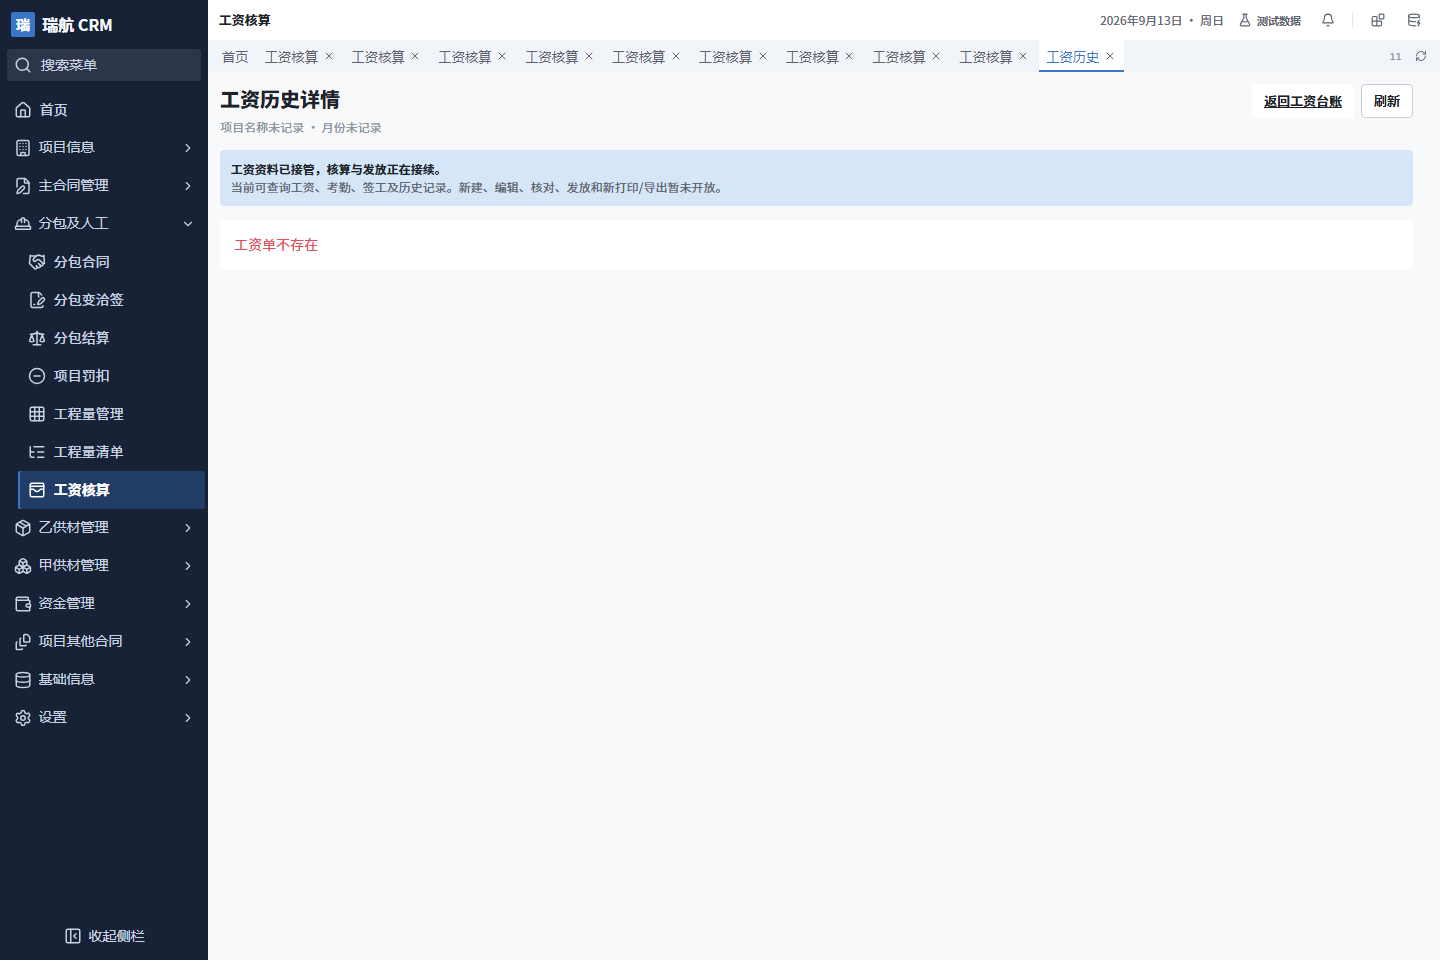 瑞 瑞航 CRM
搜索菜单
首页
项目信息
主合同管理
分包及人工
分包合同
分包变洽签
分包结算
项目罚扣
工程量管理
工程量清单
工资核算
乙供材管理
甲供材管理
资金管理
项目其他合同
基础信息
设置
收起侧栏
工资核算
2026年9月13日 • 周日 测试数据
首页 工资核算 工资核算 工资核算 工资核算 工资核算 工资核算 工资核算 工资核算 工资核算 工资历史 11
工资历史详情
返回工资台账 刷新
项目名称未记录 • 月份未记录
工资资料已接管，核算与发放正在接续。
当前可查询工资、考勤、签工及历史记录。新建、编辑、核对、发放和新打印/导出暂未开放。
工资单不存在